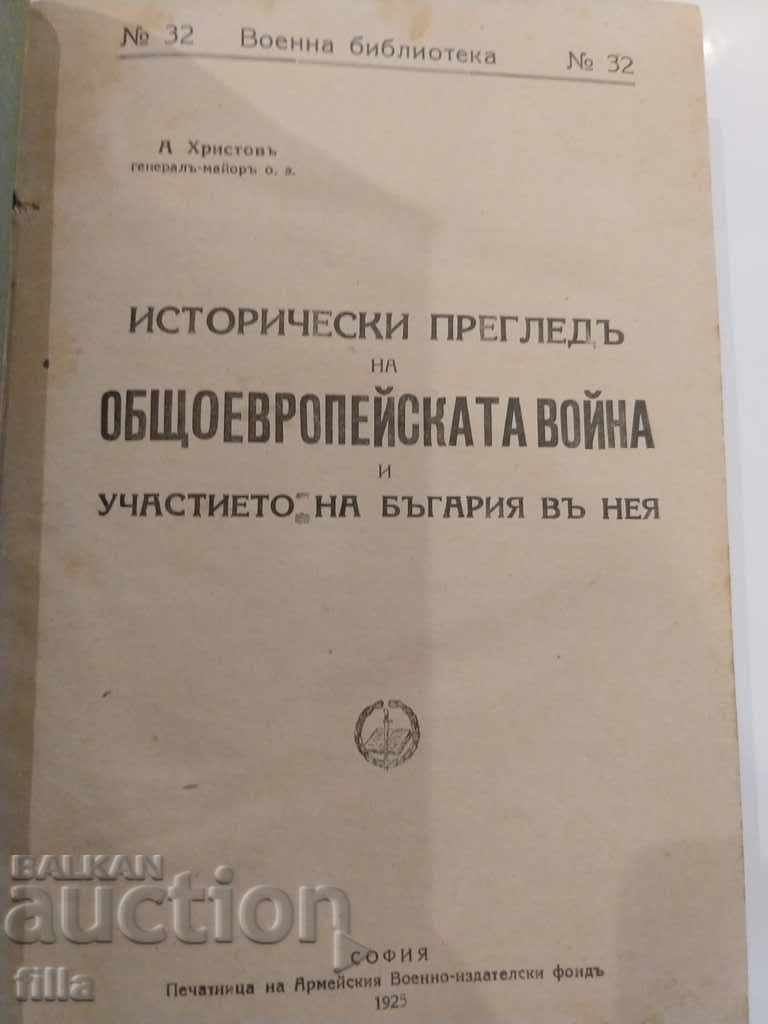 № 32 Военна библиотека № 32
А Христовъ
генералъ-майоръ о. з.
ИСТОРИЧЕСКИ ПРЕГЛЕДЪ
НА
ОБЩОЕВРОПЕЙСКАТА ВОЙНА
И
УЧАСТИЕТО НА БЪГАРИЯ ВЪ НЕЯ
BALKAN
auction
filla
СОФИЯ
Печатница на Армейския Военно-издателски фондъ
1925